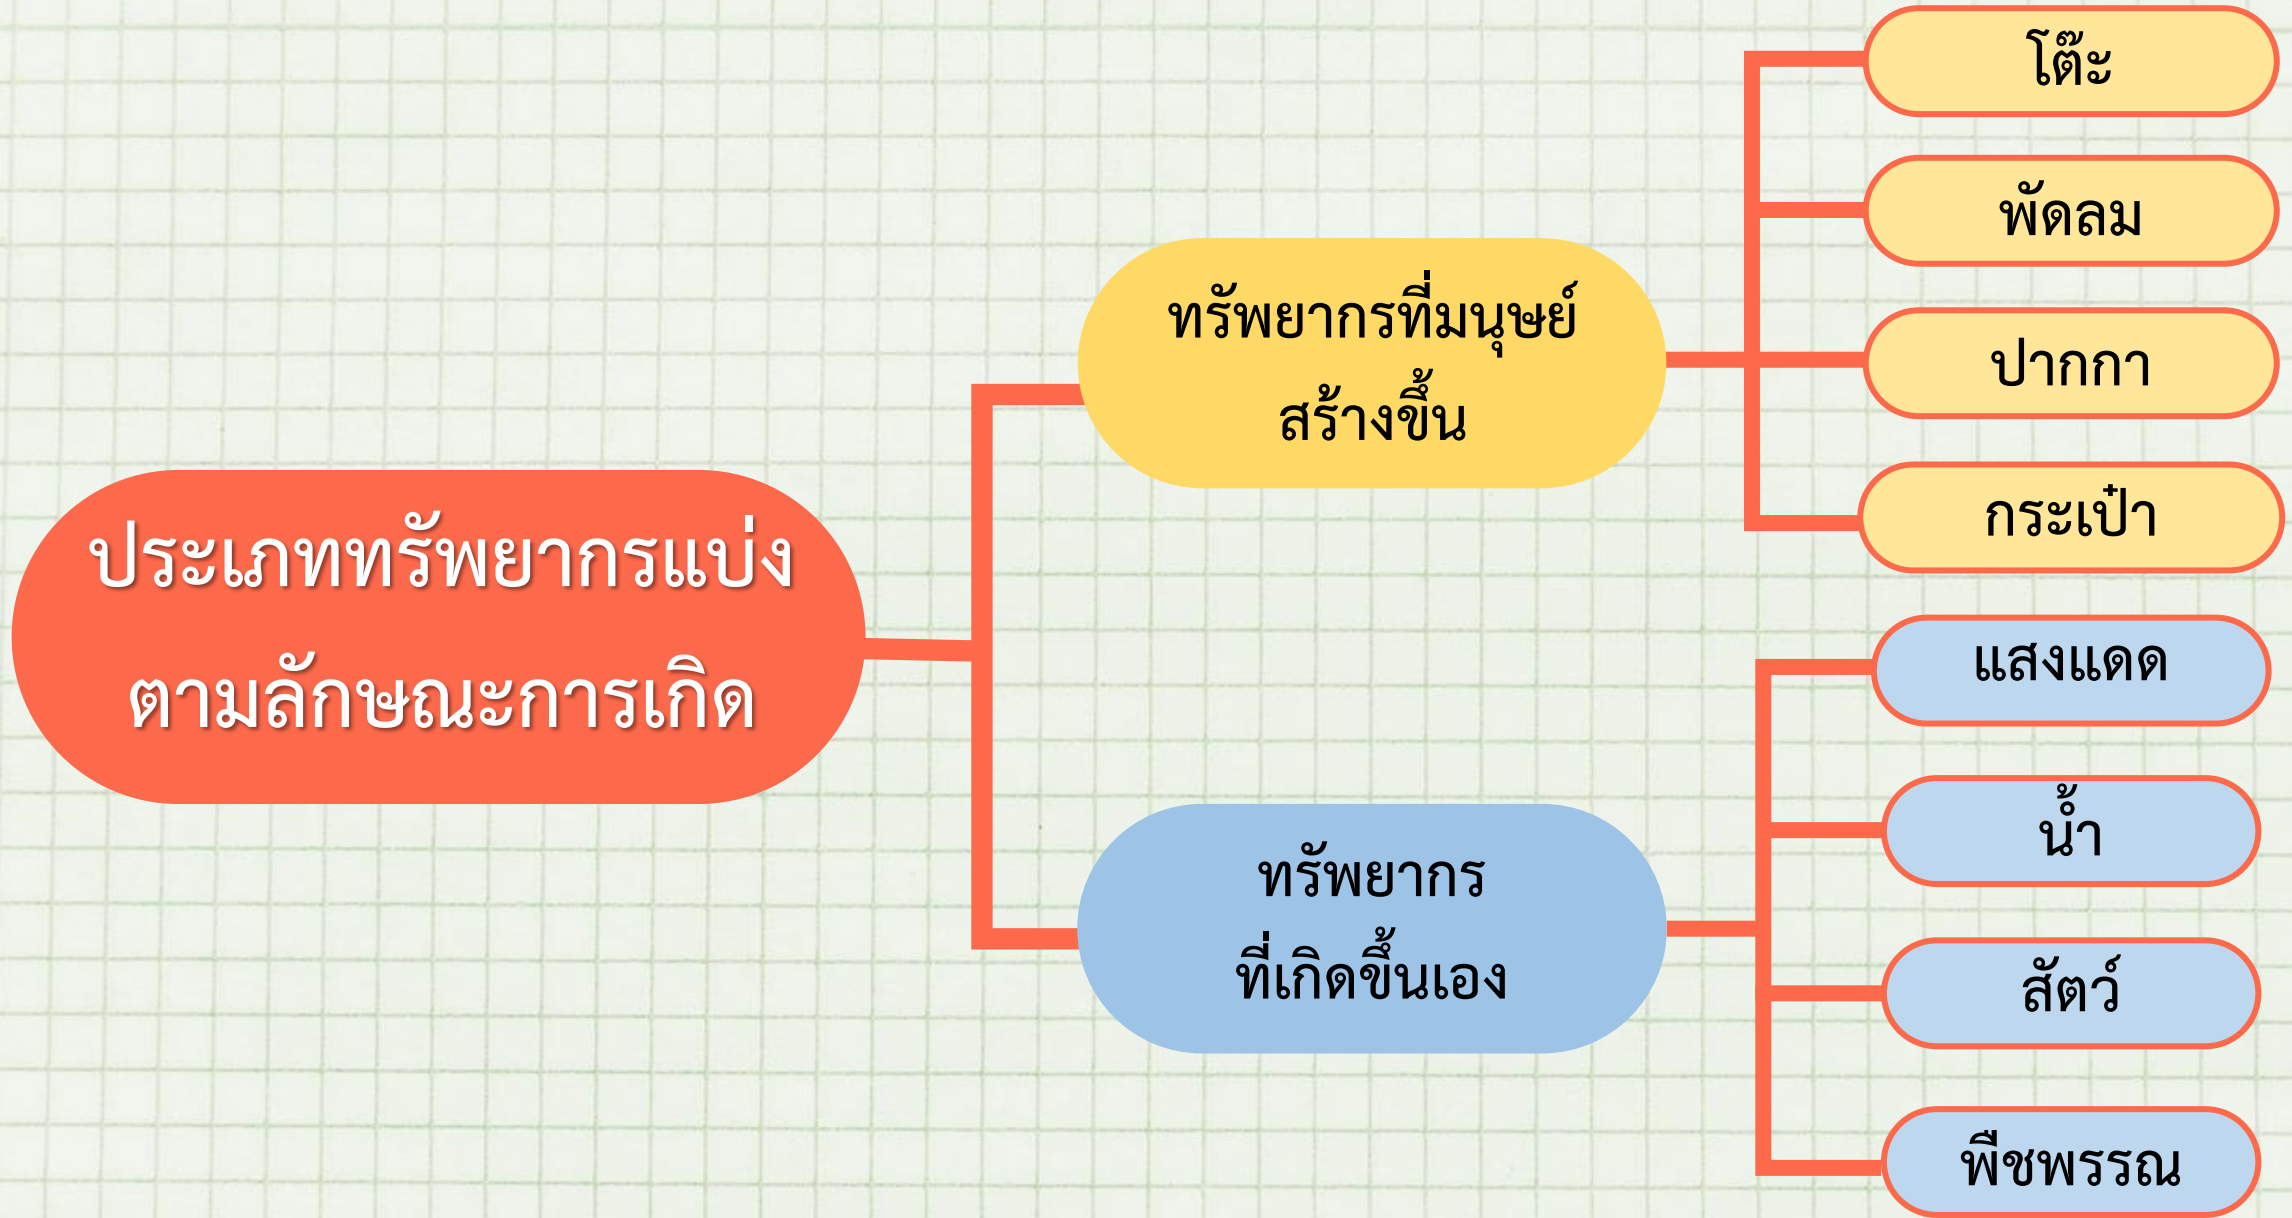 ประเภททรัพยากรแบ่ง
ตามลักษณะการเกิด
ทรัพยากรที่มนุษย์
สร้างขึ้น
โต๊ะ
พัดลม
ปากกา
กระเป๋า
ทรัพยากร
ที่เกิดขึ้นเอง
แสงแดด
น้ำ
สัตว์
พืชพรรณ